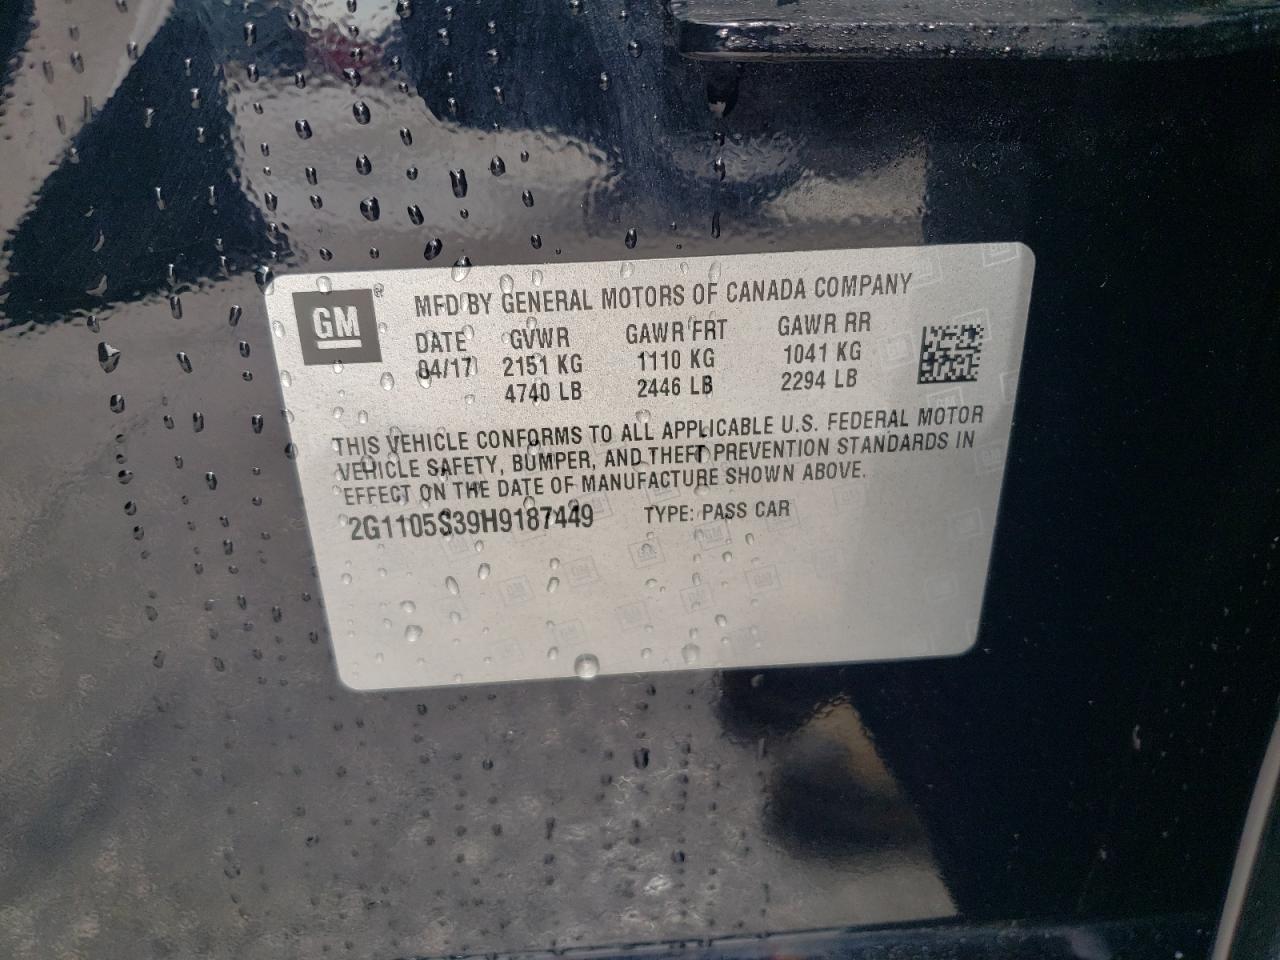 GM®
MFD BY GENERAL MOTORS OF CANADA COMPANY
DATE GVWR GAWR FRT GAWR RR
04/17 2151 KG 1110 KG 1041 KG
4740 LB 2446 LB 2294 LB
THIS VEHICLE CONFORMS TO ALL APPLICABLE U.S. FEDERAL MOTOR
VEHICLE SAFETY, BUMPER, AND THEFT PREVENTION STANDARDS IN
EFFECT ON THE DATE OF MANUFACTURE SHOWN ABOVE.
2G1105S39H9187449 TYPE: PASS CAR